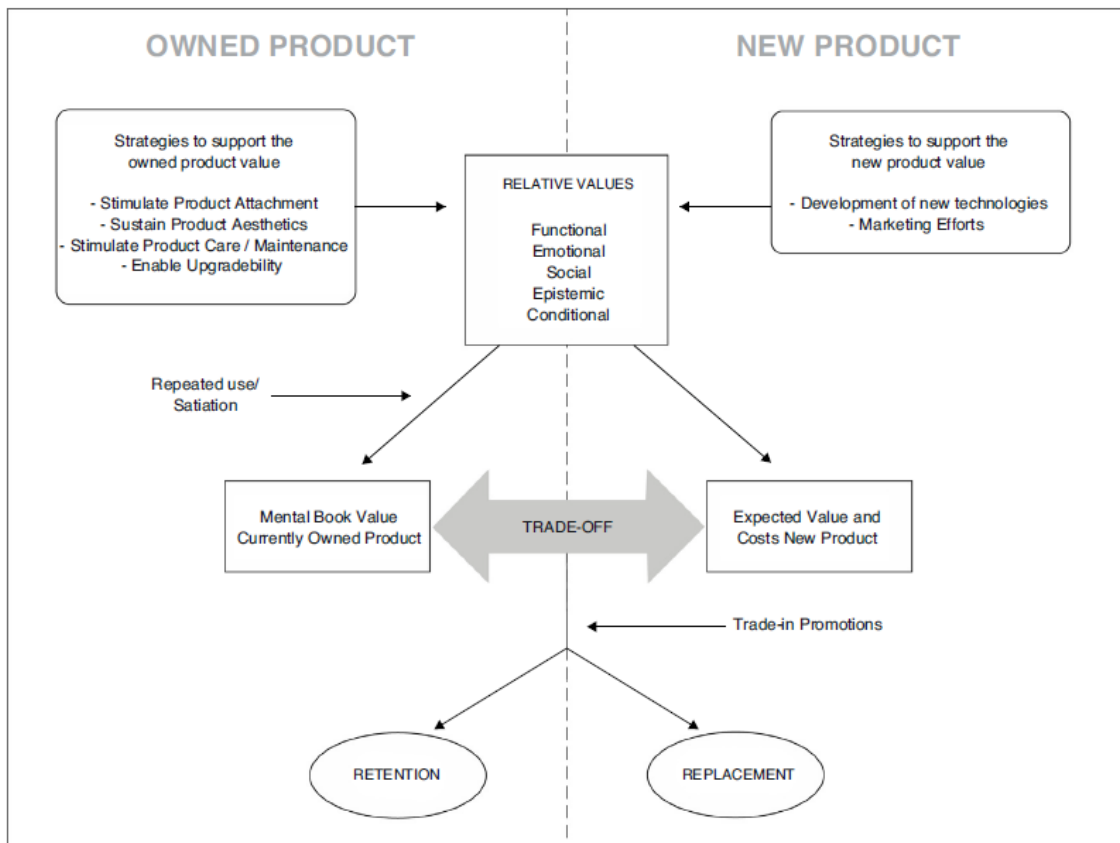 OWNED PRODUCT
NEW PRODUCT
Strategies to support the
owned product value
- Stimulate Product Attachment
- Sustain Product Aesthetics
- Stimulate Product Care / Maintenance
- Enable Upgradebility
RELATIVE VALUES
Functional
Emotional
Social
Epistemic
Conditional
Strategies to support the
new product value
- Development of new technologies
- Marketing Efforts
Repeated use/
Satiation
Mental Book Value
Currently Owned Product
TRADE-OFF
Expected Value and
Costs New Product
Trade-in Promotions
RETENTION
REPLACEMENT